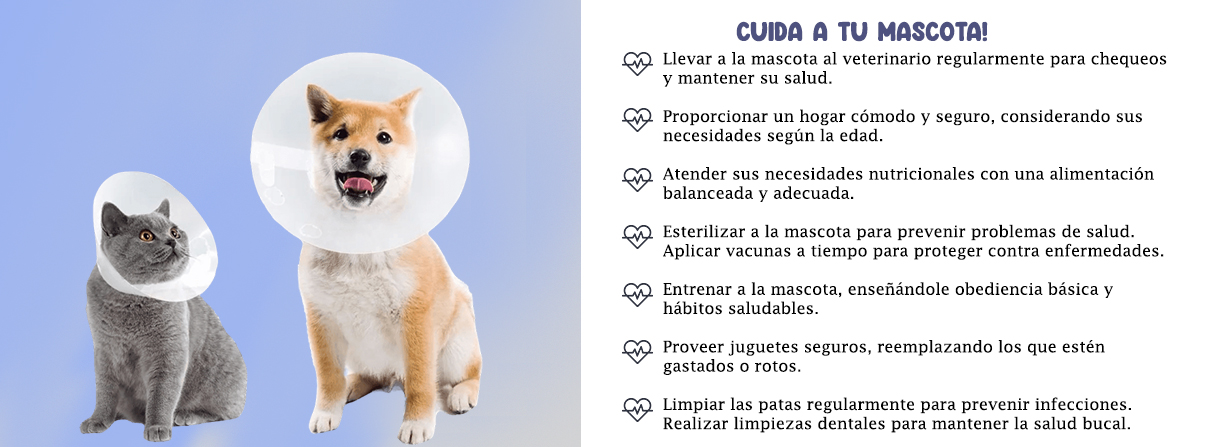 CUIDA A TU MASCOTA!
Llevar a la mascota al veterinario regularmente para chequeos
y mantener su salud.
Proporcionar un hogar cómodo y seguro, considerando sus
necesidades según la edad.
Atender sus necesidades nutricionales con una alimentación
balanceada y adecuada.
Esterilizar a la mascota para prevenir problemas de salud.
Aplicar vacunas a tiempo para proteger contra enfermedades.
Entrenar a la mascota, enseñándole obediencia básica y
hábitos saludables.
Proveer juguetes seguros, reemplazando los que estén
gastados o rotos.
Limpiar las patas regularmente para prevenir infecciones.
Realizar limpiezas dentales para mantener la salud bucal.